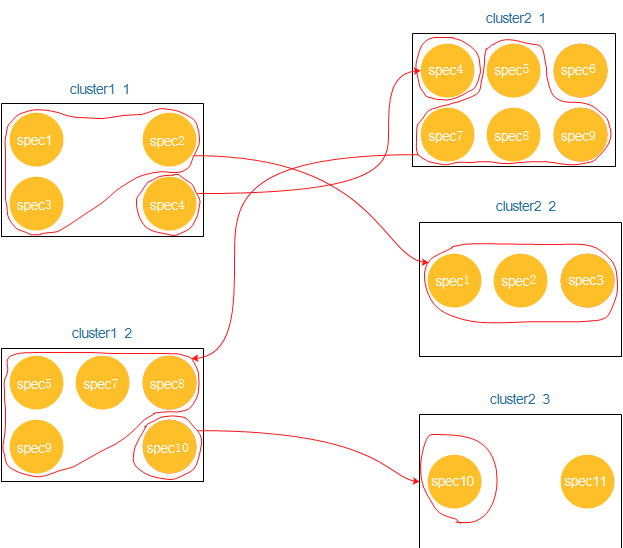 cluster1 1
spec1 spec2
spec3 spec4
cluster1 2
spec5 spec7 spec8
spec9 spec10
cluster2 1
spec4 spec5 spec6
spec7 spec8 spec9
cluster2 2
spec1 spec2 spec3
cluster2 3
spec10 spec11